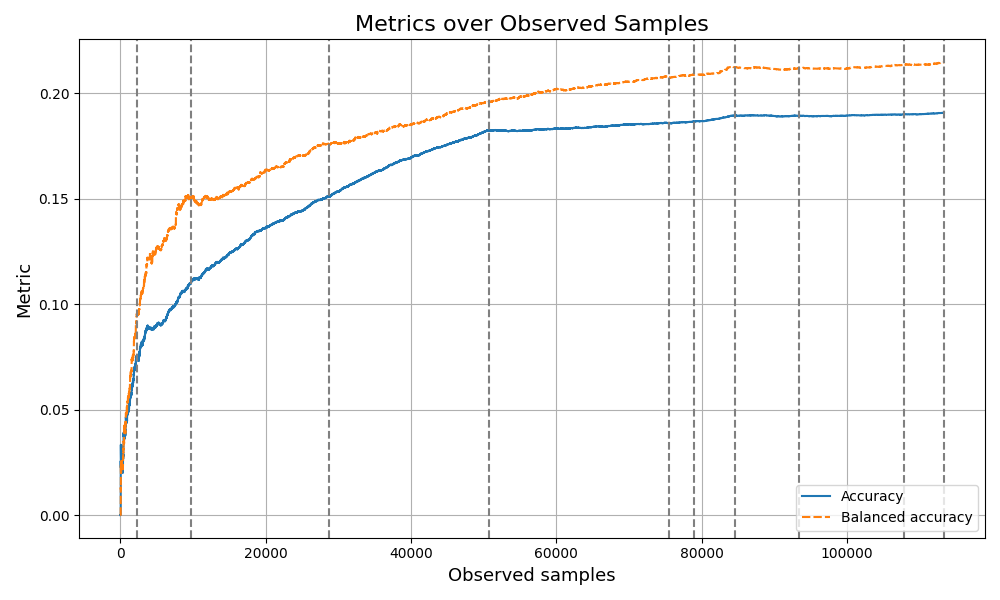 Metrics over Observed Samples
Metric
0.20
0.15
0.10
0.05
0.00
0
20000
40000
60000
80000
100000
Observed samples
Accuracy
Balanced accuracy